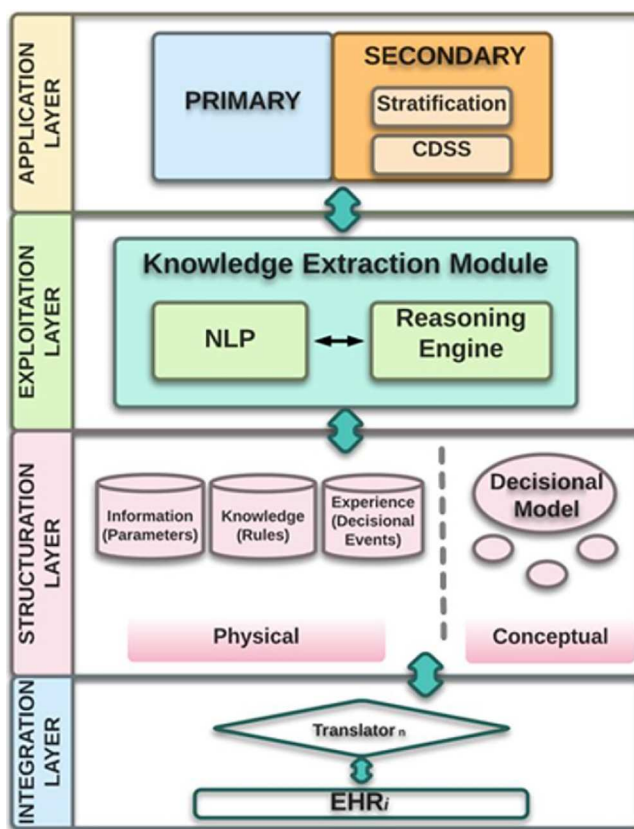 APPLICATION
LAYER
PRIMARY
SECONDARY
Stratification
CDSS
EXPLOITATION
LAYER
Knowledge Extraction Module
NLP
Reasoning
Engine
STRUCTURATION
LAYER
Information
(Parameters)
Knowledge
(Rules)
Experience
(Decisional
Events)
Decisional
Model
Physical
Conceptual
INTEGRATION
LAYER
Translator n
EHRi